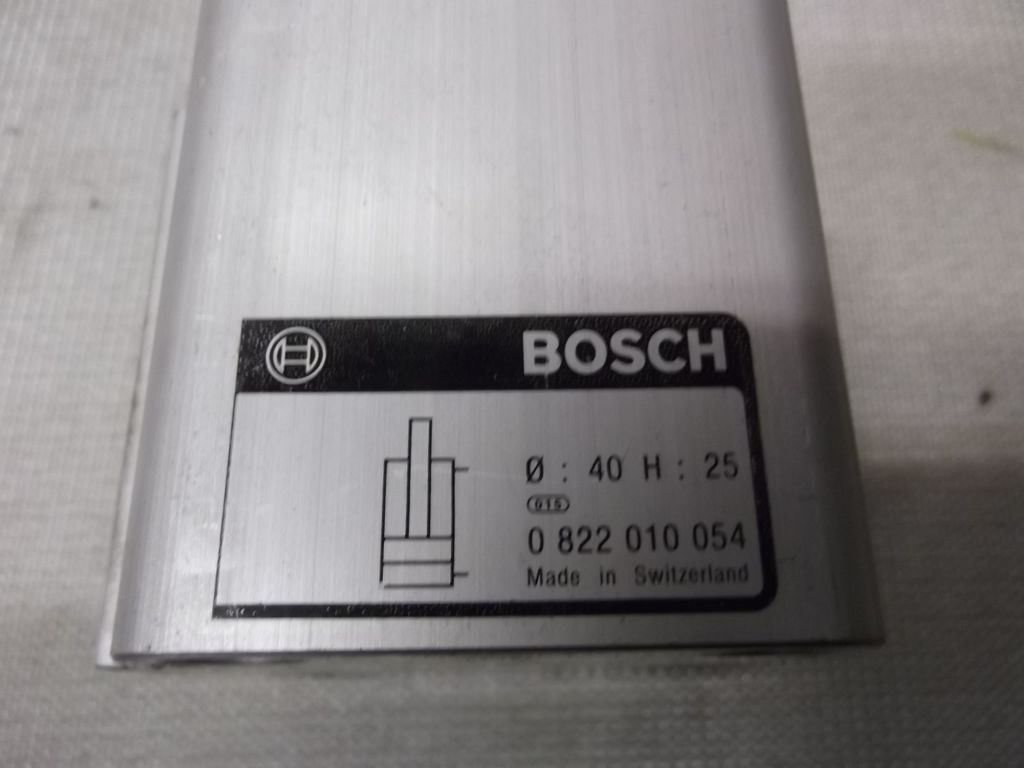 BOSCH
Ø : 40 H : 25
015
0 822 010 054
Made in Switzerland